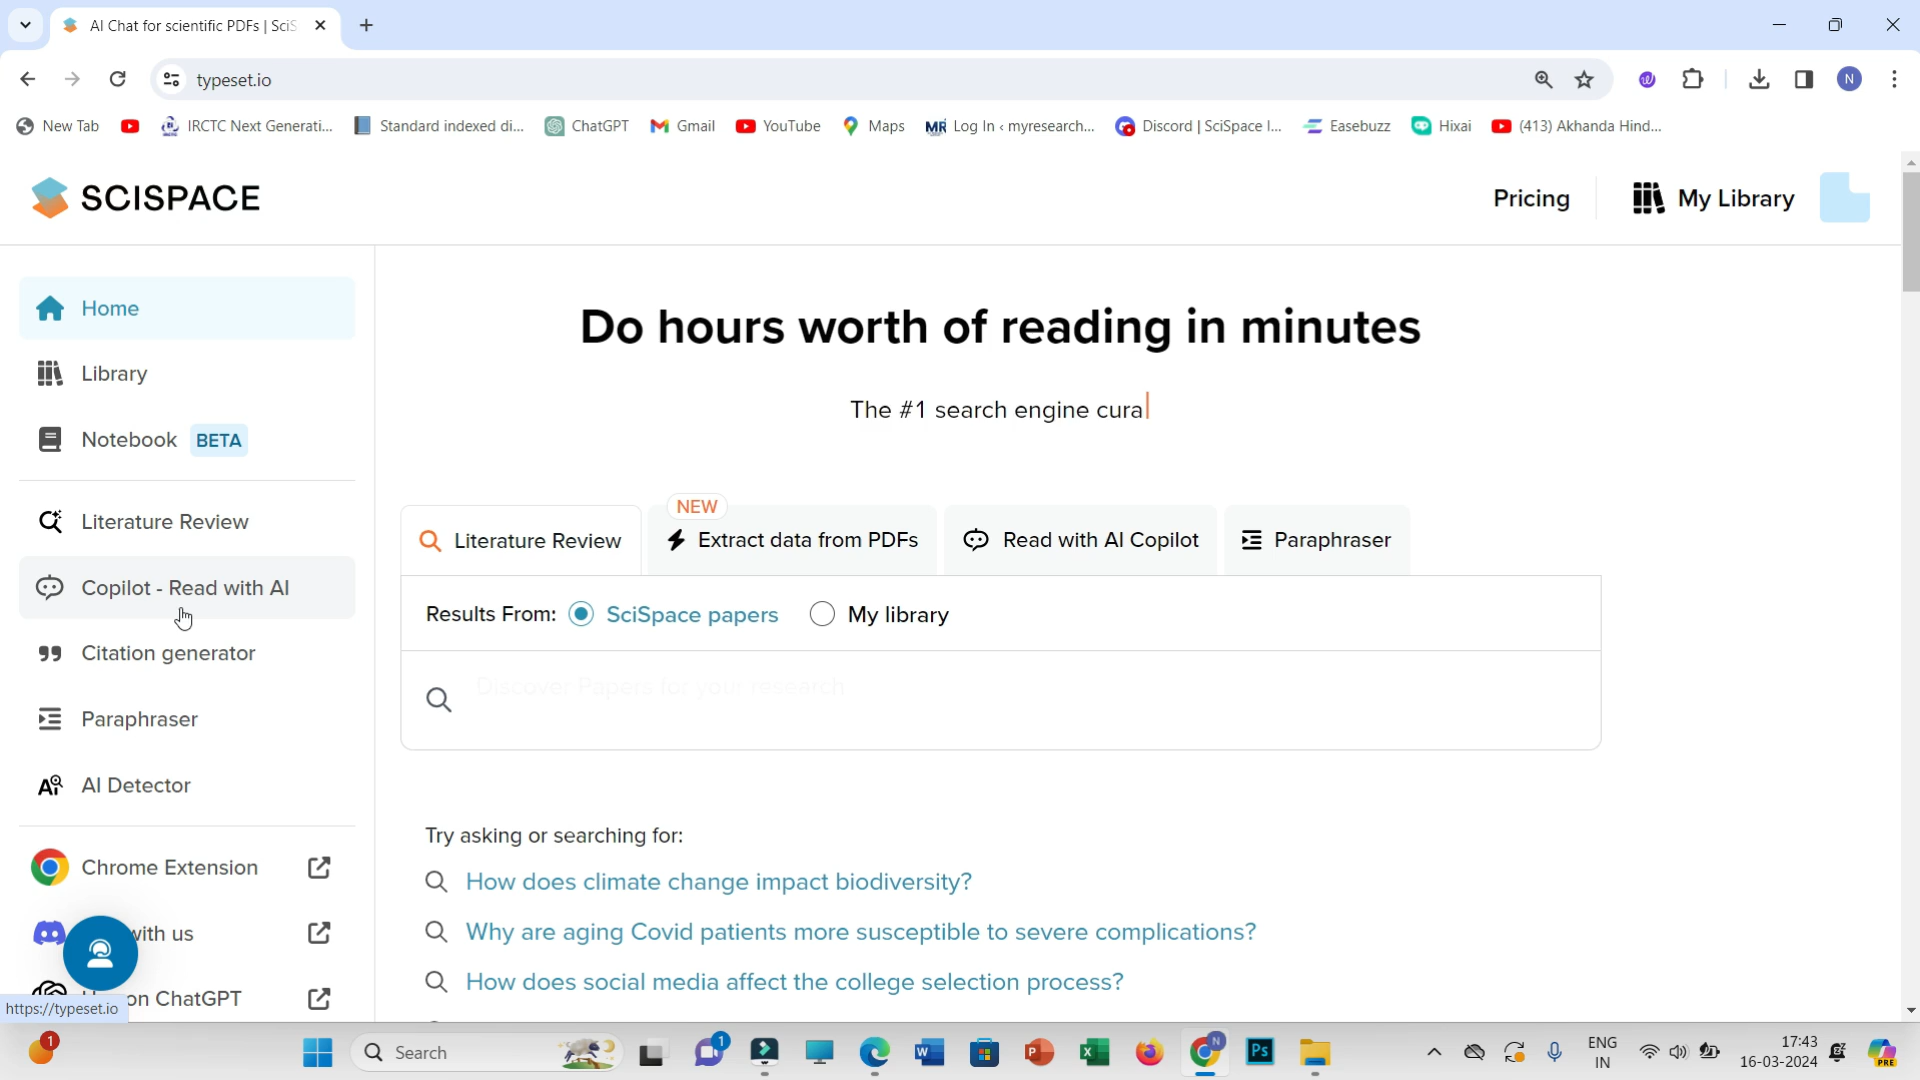 AI Chat for scientific PDFs | SciS
typeset.io
N
New Tab
IRCTC Next Generati...
Standard indexed di...
ChatGPT
Gmail
YouTube
Maps
MR Log In ‹ myresearch...
Discord | SciSpace I...
Easebuzz
Hixai
(413) Akhanda Hind...
SCISPACE
Pricing
My Library
Home
Library
Notebook BETA
Literature Review
Copilot - Read with AI
Citation generator
Paraphraser
AI Detector
Chrome Extension
with us
on ChatGPT
https://typeset.io
Do hours worth of reading in minutes
The #1 search engine cura
NEW
Literature Review
Extract data from PDFs
Read with AI Copilot
Paraphraser
Results From: SciSpace papers My library
Discover Papers for your research
Try asking or searching for:
How does climate change impact biodiversity?
Why are aging Covid patients more susceptible to severe complications?
How does social media affect the college selection process?
1
Search
1
W
P
X
N
Ps
ENG
IN
17:43
16-03-2024
PRE